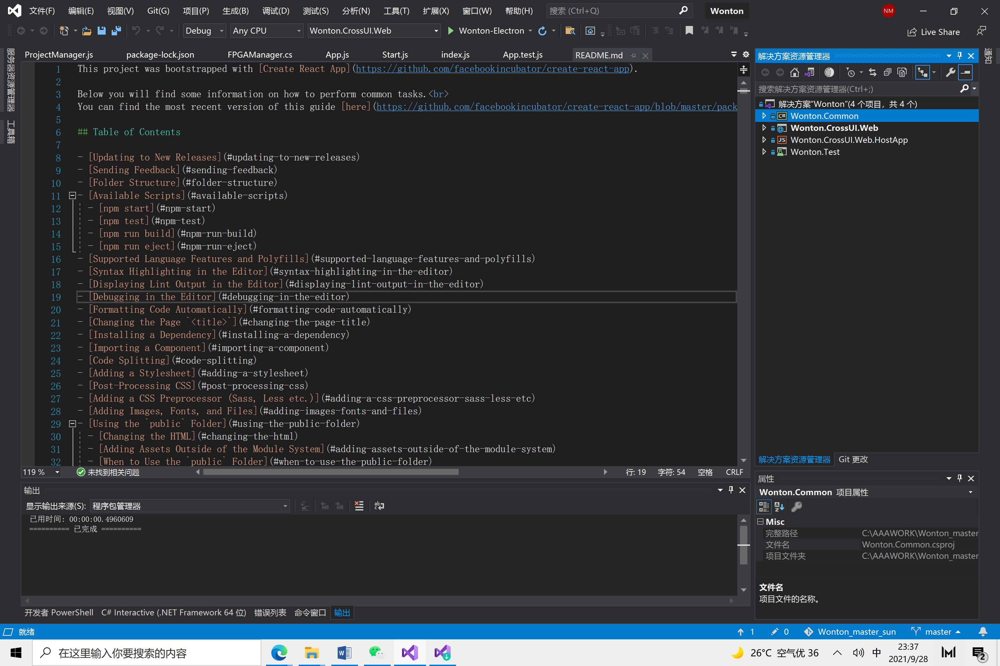 文件(F) 编辑(E) 视图(V) Git(G) 项目(P) 生成(B) 调试(D) 测试(S) 分析(N) 工具(T) 扩展(X) 窗口(W) 帮助(H) 搜索 (Ctrl+Q) Wonton NM
Debug Any CPU Wonton.CrossUI.Web Wonton-Electron Live Share
服务器资源管理器
工具箱
ProjectManager.js package-lock.json FPGAManager.cs App.js Start.js index.js App.test.js README.md
1 This project was bootstrapped with [Create React App](https://github.com/facebookincubator/create-react-app).
2
3 Below you will find some information on how to perform common tasks.<br>
4 You can find the most recent version of this guide [here](https://github.com/facebookincubator/create-react-app/blob/master/pack
5
6 ## Table of Contents
7
8 - [Updating to New Releases](#updating-to-new-releases)
9 - [Sending Feedback](#sending-feedback)
10 - [Folder Structure](#folder-structure)
11 - [Available Scripts](#available-scripts)
12 - [npm start](#npm-start)
13 - [npm test](#npm-test)
14 - [npm run build](#npm-run-build)
15 - [npm run eject](#npm-run-eject)
16 - [Supported Language Features and Polyfills](#supported-language-features-and-polyfills)
17 - [Syntax Highlighting in the Editor](#syntax-highlighting-in-the-editor)
18 - [Displaying Lint Output in the Editor](#displaying-lint-output-in-the-editor)
19 - [Debugging in the Editor](#debugging-in-the-editor)
20 - [Formatting Code Automatically](#formatting-code-automatically)
21 - [Changing the Page `<title>`](#changing-the-page-title)
22 - [Installing a Dependency](#installing-a-dependency)
23 - [Importing a Component](#importing-a-component)
24 - [Code Splitting](#code-splitting)
25 - [Adding a Stylesheet](#adding-a-stylesheet)
26 - [Post-Processing CSS](#post-processing-css)
27 - [Adding a CSS Preprocessor (Sass, Less etc.)](#adding-a-css-preprocessor-sass-less-etc)
28 - [Adding Images, Fonts, and Files](#adding-images-fonts-and-files)
29 - [Using the `public` Folder](#using-the-public-folder)
30 - [Changing the HTML](#changing-the-html)
31 - [Adding Assets Outside of the Module System](#adding-assets-outside-of-the-module-system)
32 - [When to Use the `public` Folder](#when-to-use-the-public-folder)
119 % 未找到相关问题 行: 19 字符: 54 空格 CRLF
输出
显示输出来源(S): 程序包管理器
已用时间: 00:00:00.4960609
========== 已完成 ==========
开发者 PowerShell C# Interactive (.NET Framework 64 位) 错误列表 命令窗口 输出
解决方案资源管理器
搜索解决方案资源管理器(Ctrl+;)
解决方案"Wonton"(4 个项目，共 4 个)
C# Wonton.Common
Wonton.CrossUI.Web
JS Wonton.CrossUI.Web.HostApp
Wonton.Test
解决方案资源管理器 Git 更改
属性
Wonton.Common 项目属性
Misc
完整路径 C:\AAAWORK\Wonton_master
文件名 Wonton.Common.csproj
项目文件夹 C:\AAAWORK\Wonton_master
文件名
项目文件的名称。
通知
就绪 1 0 Wonton_master_sun master
在这里输入你要搜索的内容 26°C 空气优 36 中 23:37
2021/9/28 2